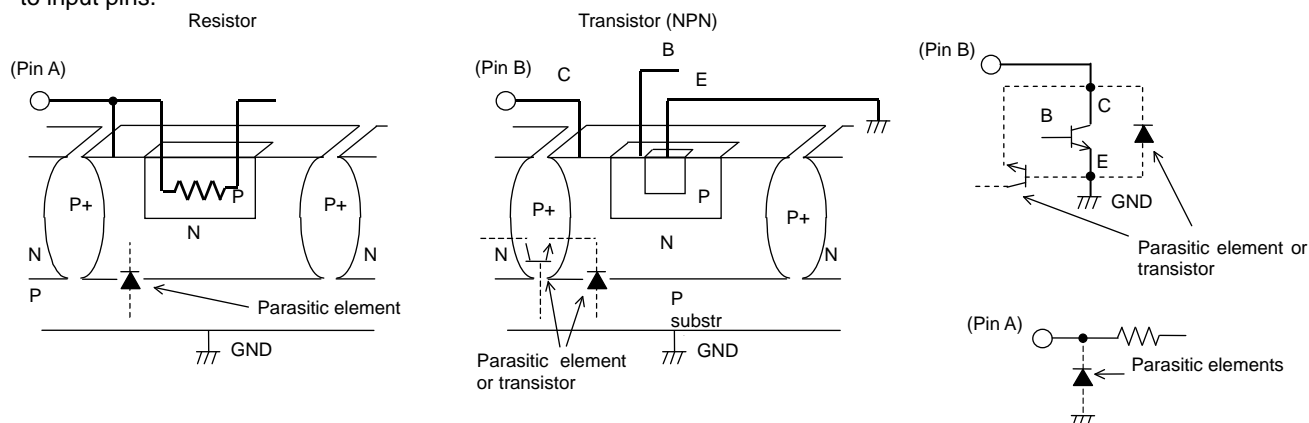 to input pins.
Resistor
(Pin A)
P+
P
P+
N
N
N
P
Parasitic element
GND
Transistor (NPN)
(Pin B)
C
B
E
P+
P
P+
N
N
N
P
substr
GND
Parasitic element
or transistor
(Pin B)
C
B
E
GND
Parasitic element or
transistor
(Pin A)
Parasitic elements